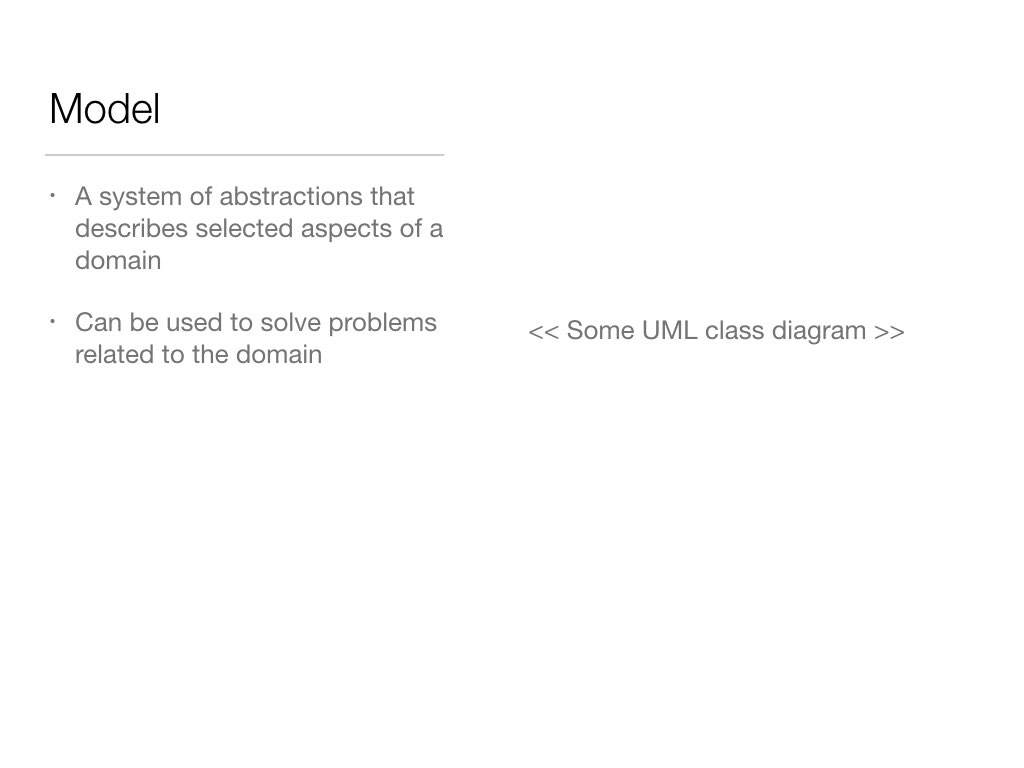 Model
• A system of abstractions that
describes selected aspects of a
domain
• Can be used to solve problems
related to the domain
<< Some UML class diagram >>